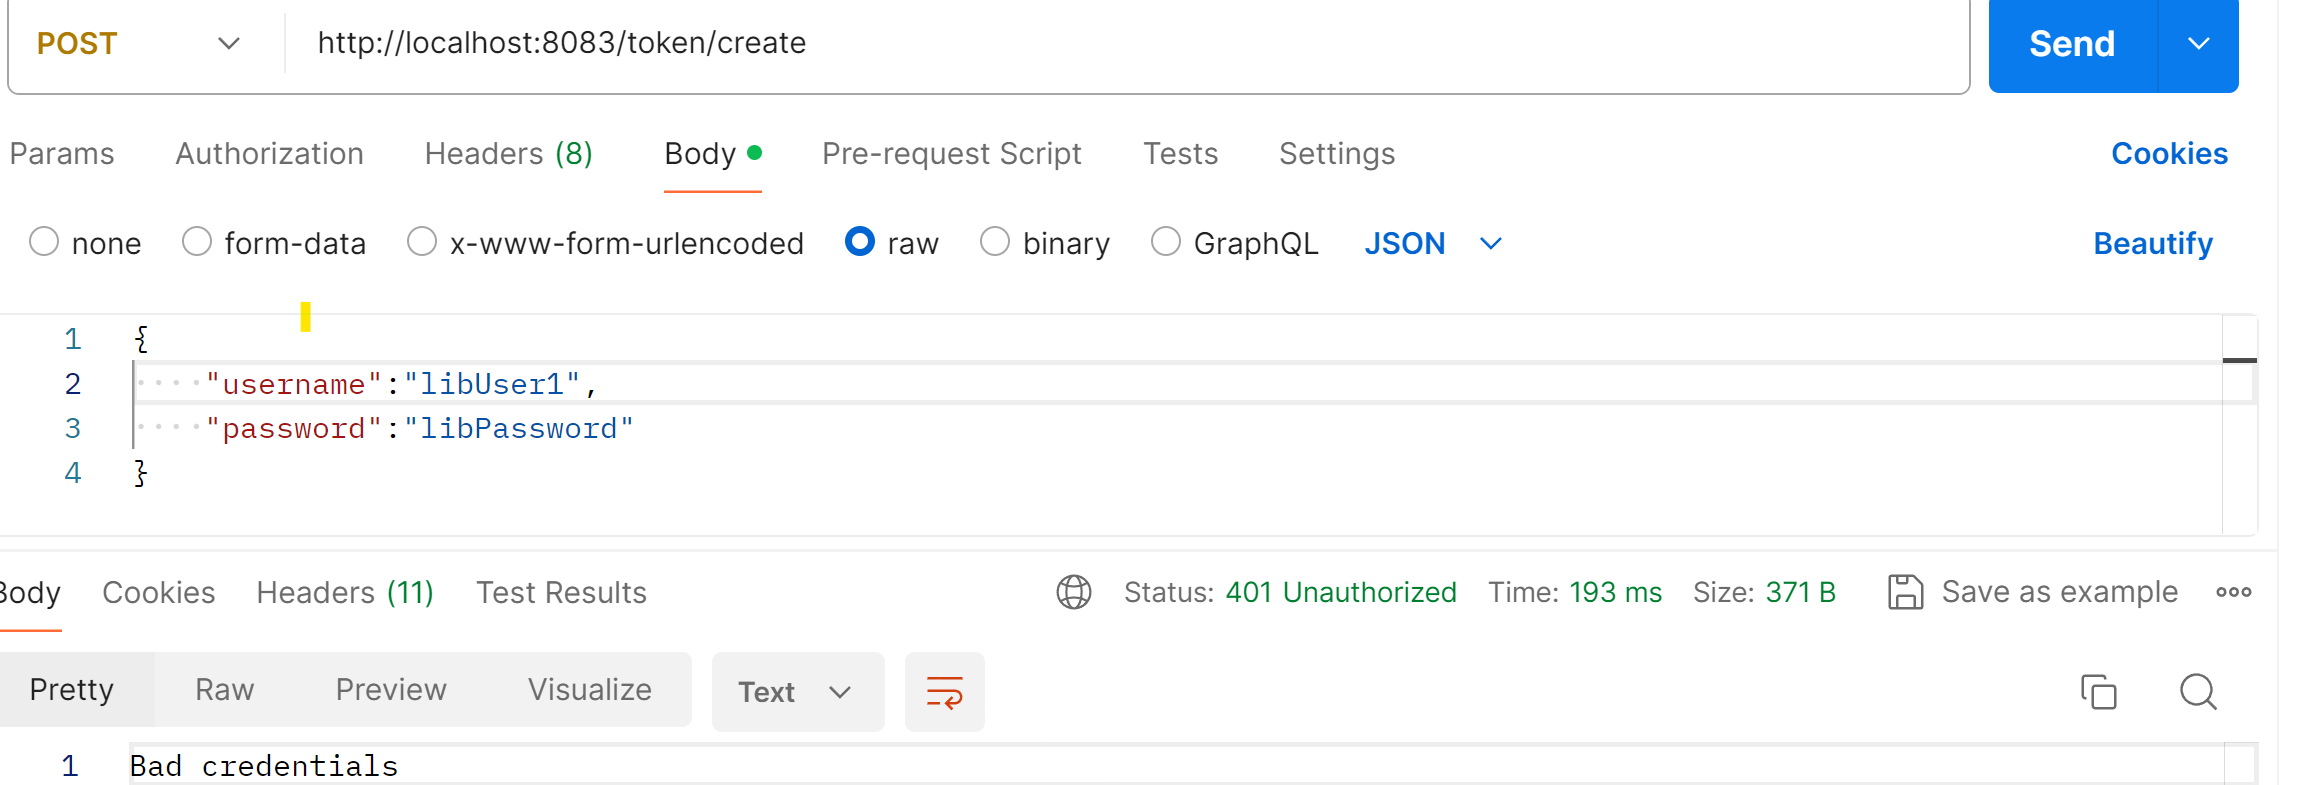 POST http://localhost:8083/token/create Send
Params Authorization Headers (8) Body Pre-request Script Tests Settings Cookies
none form-data x-www-form-urlencoded raw binary GraphQL JSON Beautify
1 {
2 "username":"libUser1",
3 "password":"libPassword"
4 }
Body Cookies Headers (11) Test Results Status: 401 Unauthorized Time: 193 ms Size: 371 B Save as example
Pretty Raw Preview Visualize Text
1 Bad credentials